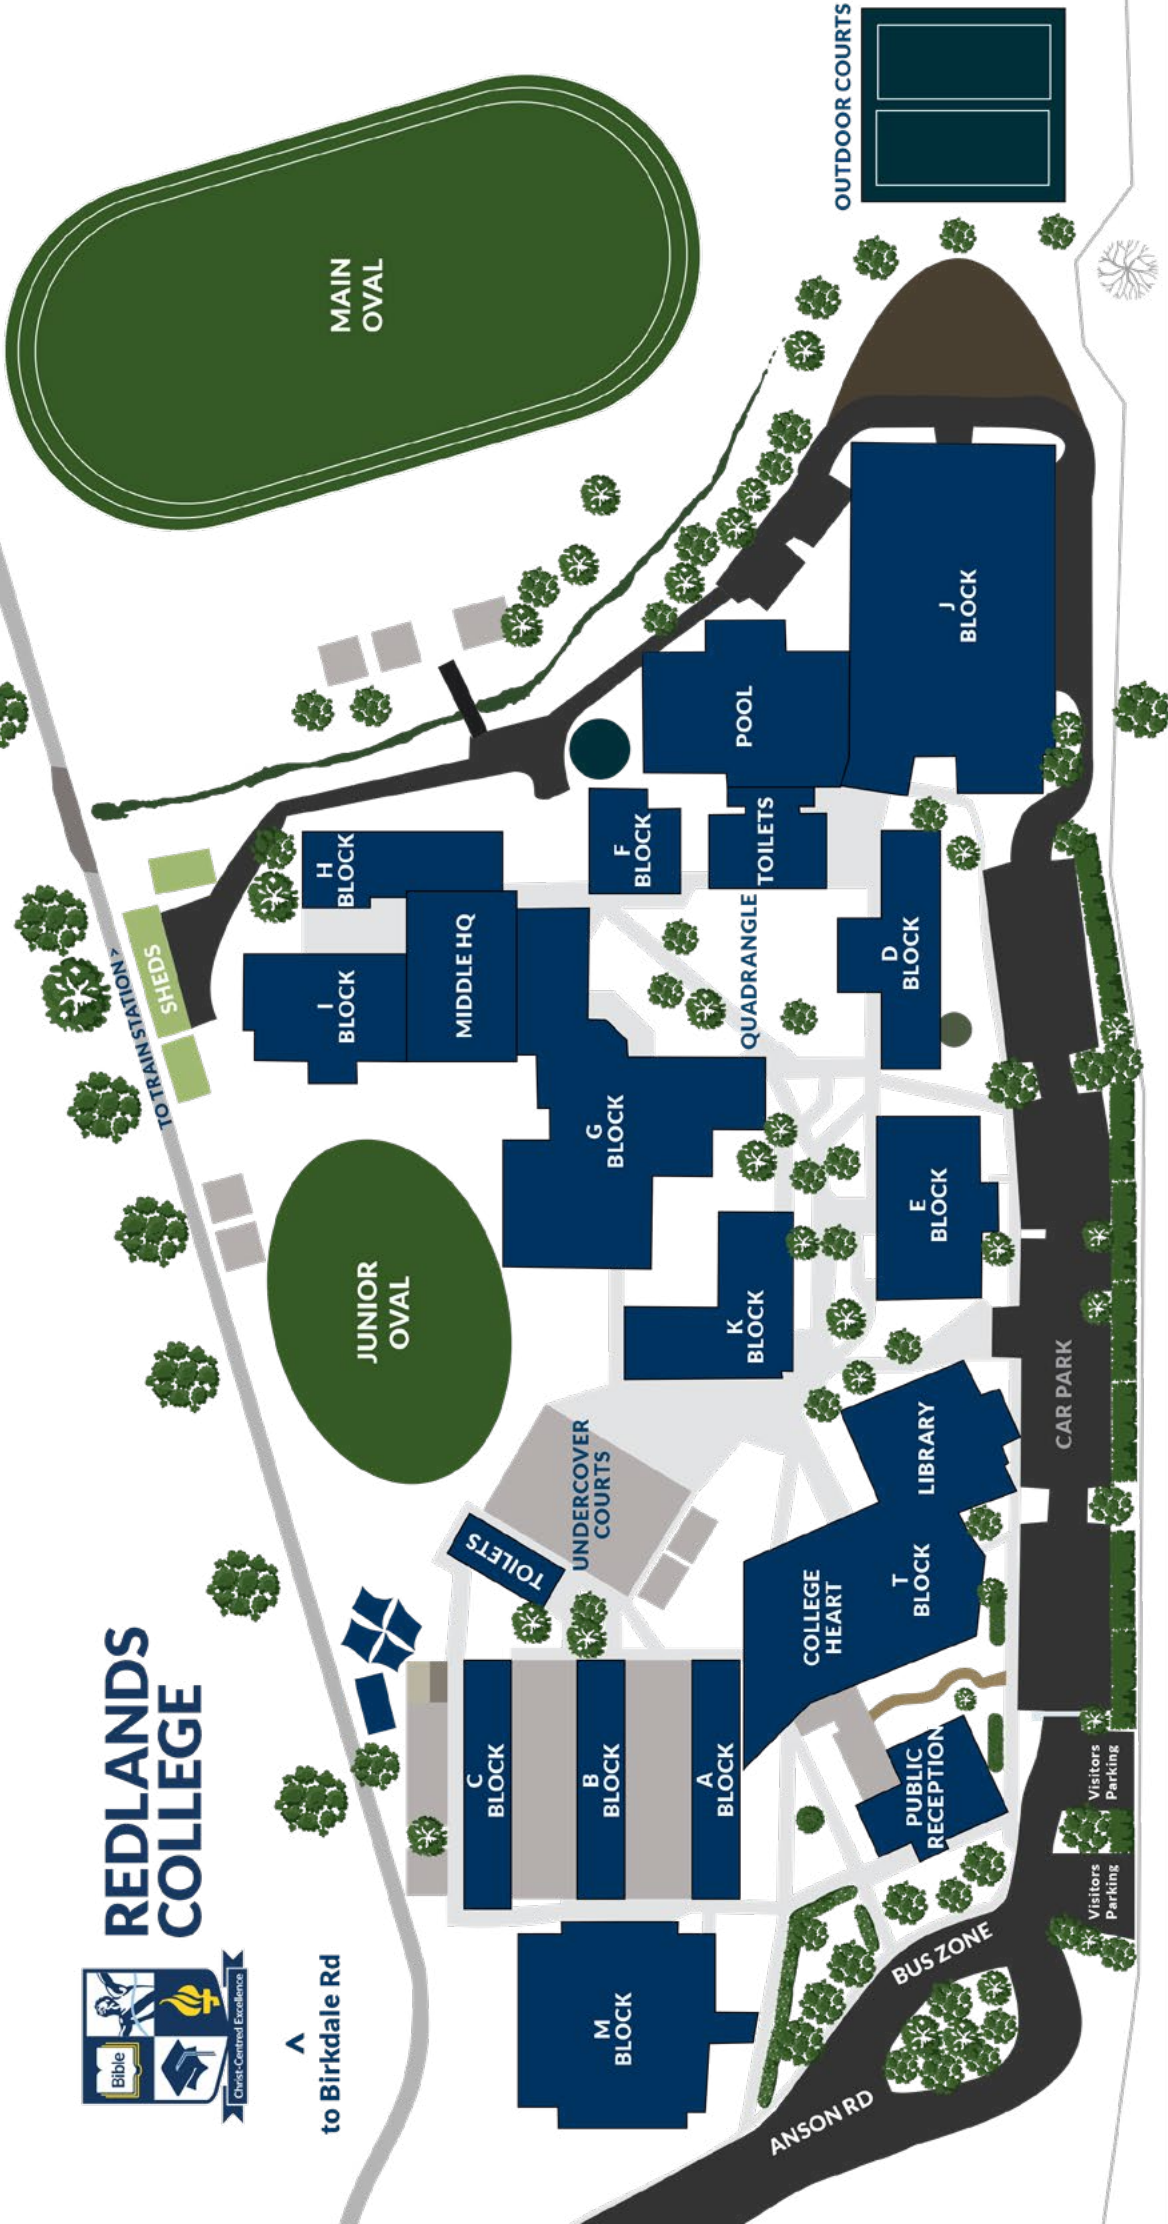 REDLANDS
COLLEGE
Bible
Christ-Centred Excellence
<
to Birkdale Rd
TO TRAIN STATION >
SHEDS
MAIN
OVAL
OUTDOOR COURTS
JUNIOR
OVAL
I
BLOCK
H
BLOCK
MIDDLE HQ
G
BLOCK
F
BLOCK
TOILETS
POOL
J
BLOCK
QUADRANGLE
D
BLOCK
E
BLOCK
K
BLOCK
UNDERCOVER
COURTS
TOILETS
C
BLOCK
B
BLOCK
A
BLOCK
M
BLOCK
COLLEGE
HEART
T
BLOCK
LIBRARY
PUBLIC
RECEPTION
CAR PARK
Visitors
Parking
Visitors
Parking
BUS ZONE
ANSON RD